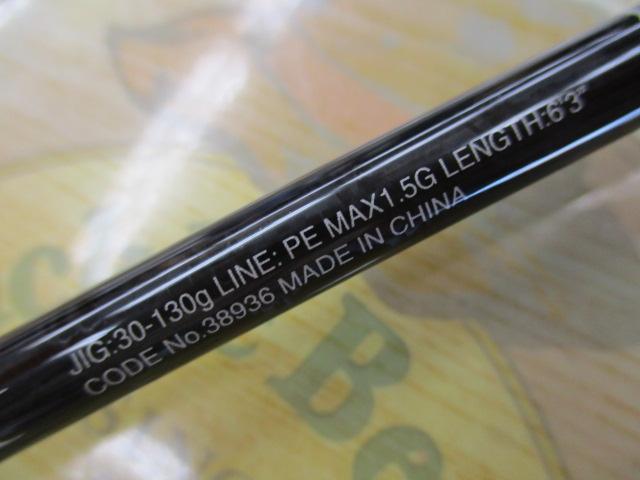 JIG:30-130g LINE: PE MAX1.5G LENGTH:6'3"
CODE No.38936 MADE IN CHINA